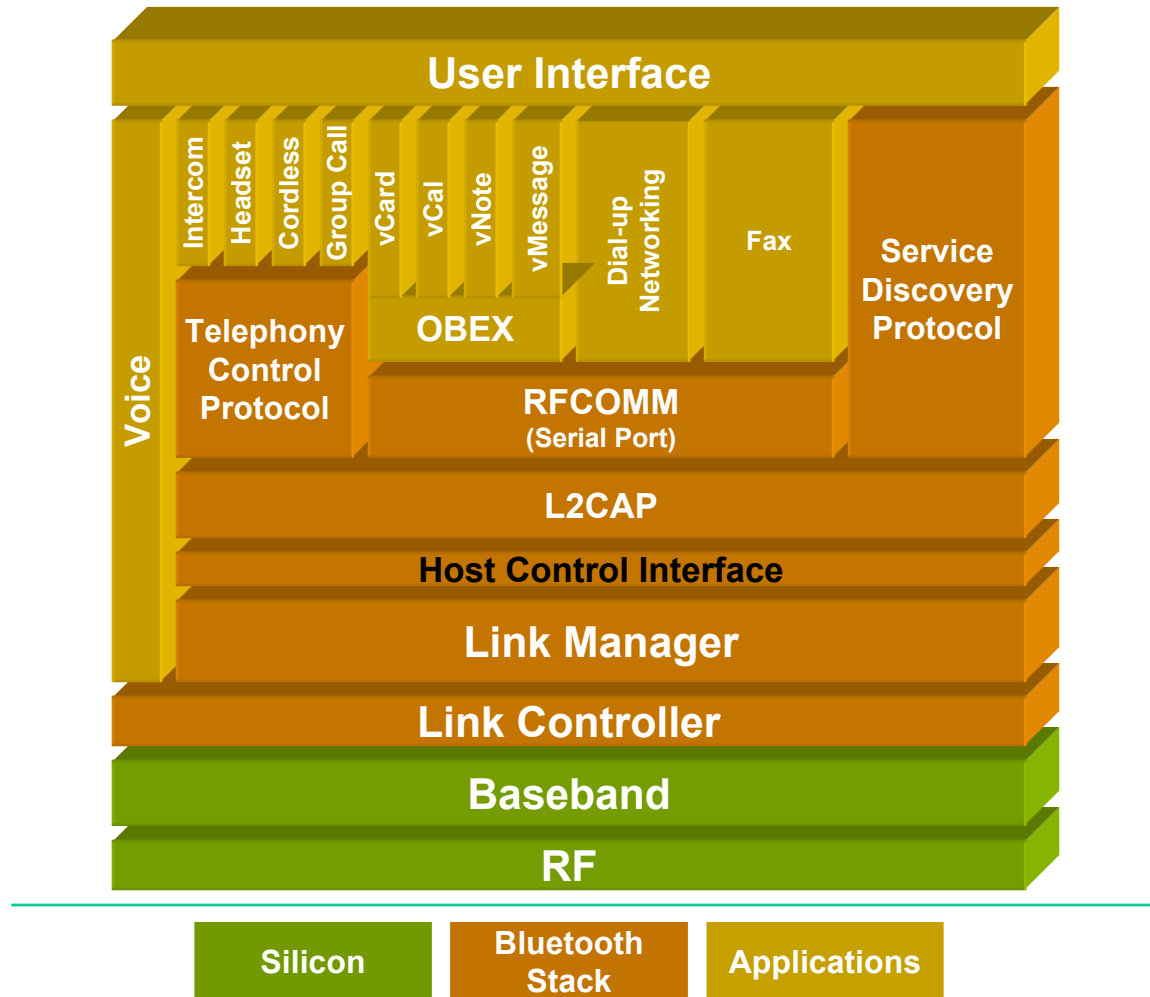 User Interface
Voice
Intercom
Headset
Cordless
Group Call
vCard
vCal
vNote
vMessage
Dial-up
Networking
Fax
Service
Discovery
Protocol
Telephony
Control
Protocol
OBEX
RFCOMM
(Serial Port)
L2CAP
Host Control Interface
Link Manager
Link Controller
Baseband
RF
Silicon
Bluetooth
Stack
Applications